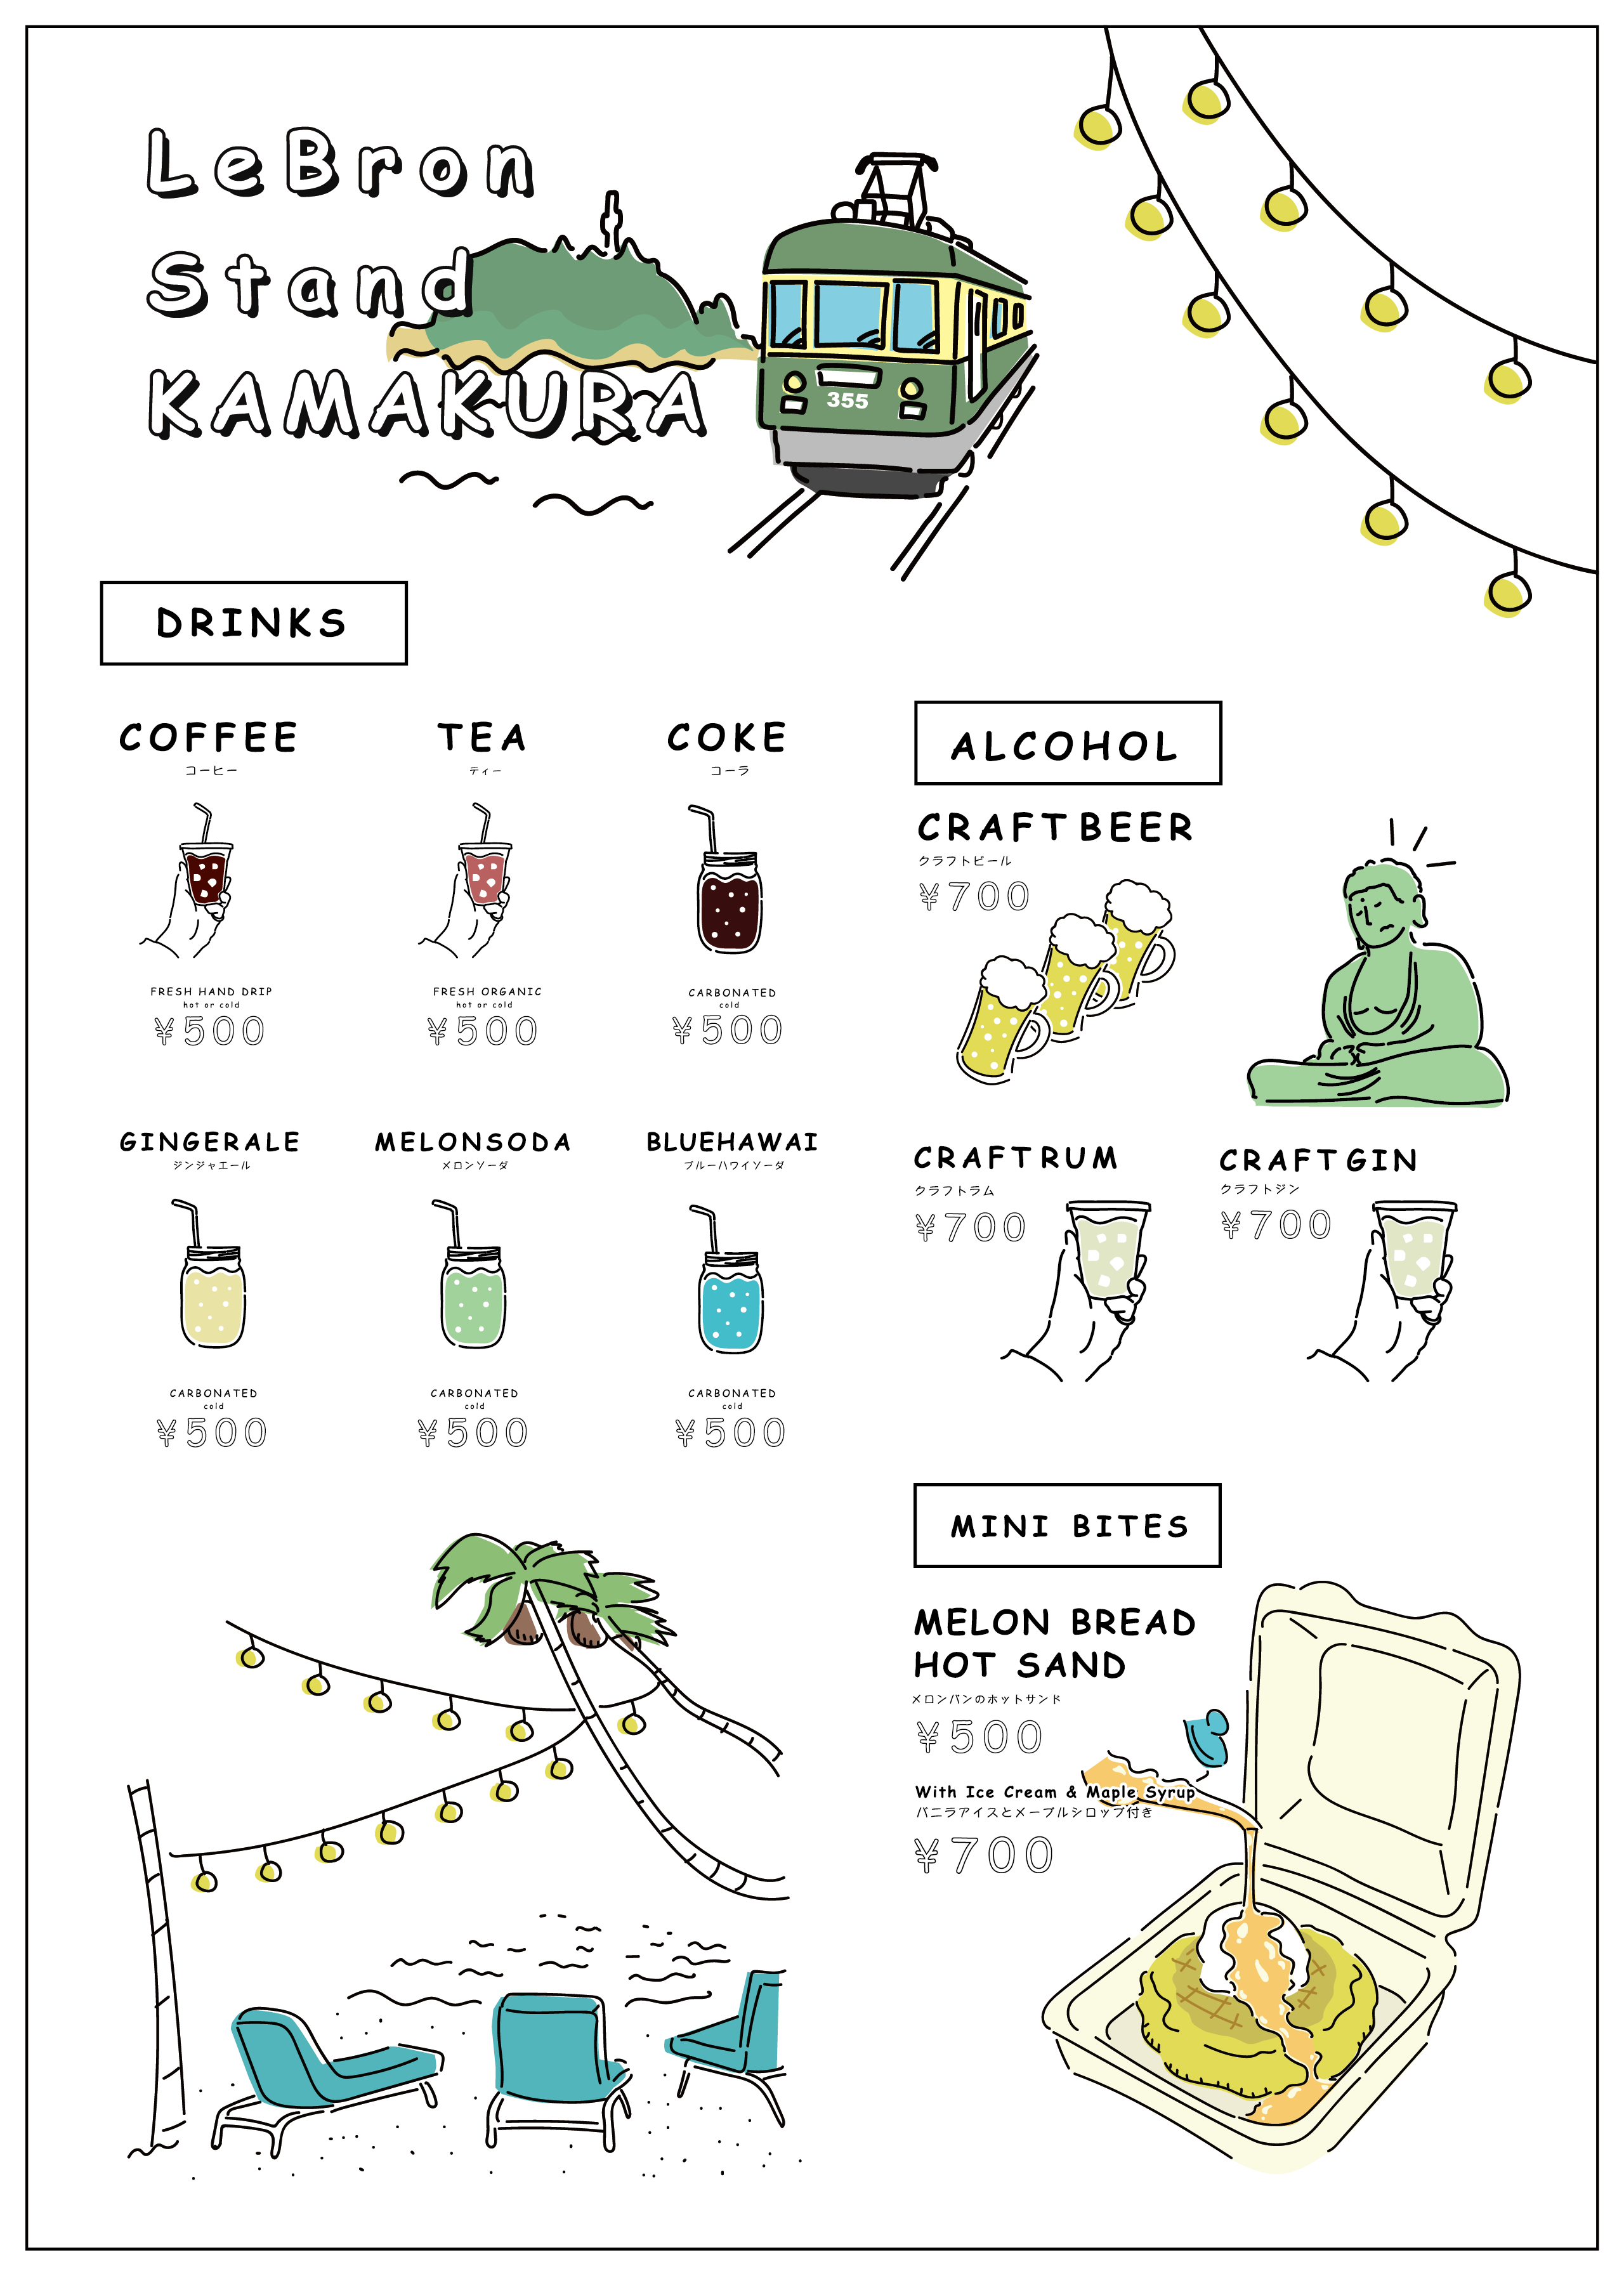 LeBron
Stand
KAMAKURA
355
DRINKS
COFFEE
コーヒー
FRESH HAND DRIP
hot or cold
¥500
TEA
ティー
FRESH ORGANIC
hot or cold
¥500
COKE
コーラ
CARBONATED
cold
¥500
GINGERALE
ジンジャエール
CARBONATED
cold
¥500
MELONSODA
メロンソーダ
CARBONATED
cold
¥500
BLUEHAWAI
ブルーハワイソーダ
CARBONATED
cold
¥500
ALCOHOL
CRAFT BEER
クラフトビール
¥700
CRAFT RUM
クラフトラム
¥700
CRAFT GIN
クラフトジン
¥700
MINI BITES
MELON BREAD
HOT SAND
メロンパンのホットサンド
¥500
With Ice Cream & Maple Syrup
バニラアイスとメープルシロップ付き
¥700